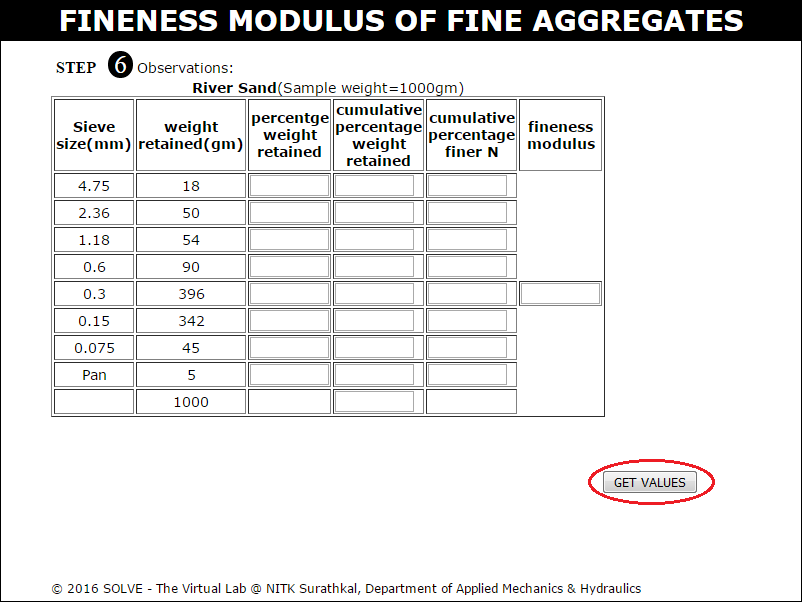 FINENESS MODULUS OF FINE AGGREGATES
STEP 6 Observations:
River Sand(Sample weight=1000gm)
Sieve size(mm) weight retained(gm) percentge weight retained cumulative percentage weight retained cumulative percentage finer N fineness modulus
4.75 18
2.36 50
1.18 54
0.6 90
0.3 396
0.15 342
0.075 45
Pan 5
1000
GET VALUES
© 2016 SOLVE - The Virtual Lab @ NITK Surathkal, Department of Applied Mechanics & Hydraulics